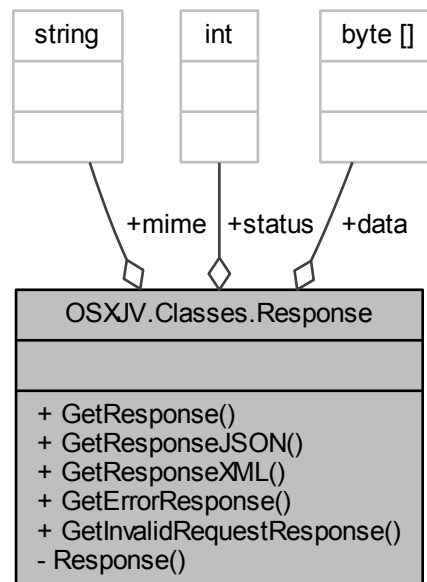 string
int
byte []
+mime
+status
+data
OSXJV.Classes.Response
+ GetResponse()
+ GetResponseJSON()
+ GetResponseXML()
+ GetErrorResponse()
+ GetInvalidRequestResponse()
- Response()